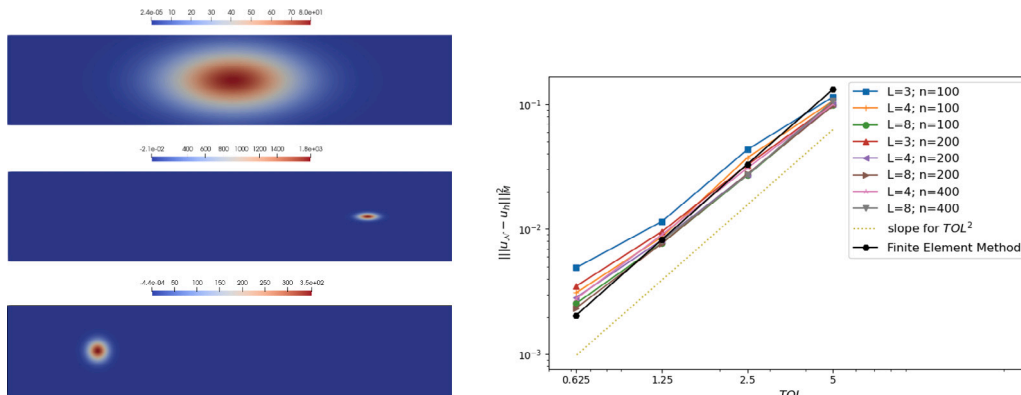 2.4e-05 10 20 30 40 50 60 70 8.0e+01
-2.1e-02 400 600 800 1000 1400 1.8e+03
-4.4e-04 50 100 150 200 250 3.5e+02
10⁻¹
10⁻²
10⁻³
0.625 1.25 2.5 5
TOL
L=3; n=100
L=4; n=100
L=8; n=100
L=3; n=200
L=4; n=200
L=8; n=200
L=4; n=400
L=8; n=400
slope for TOL²
Finite Element Method